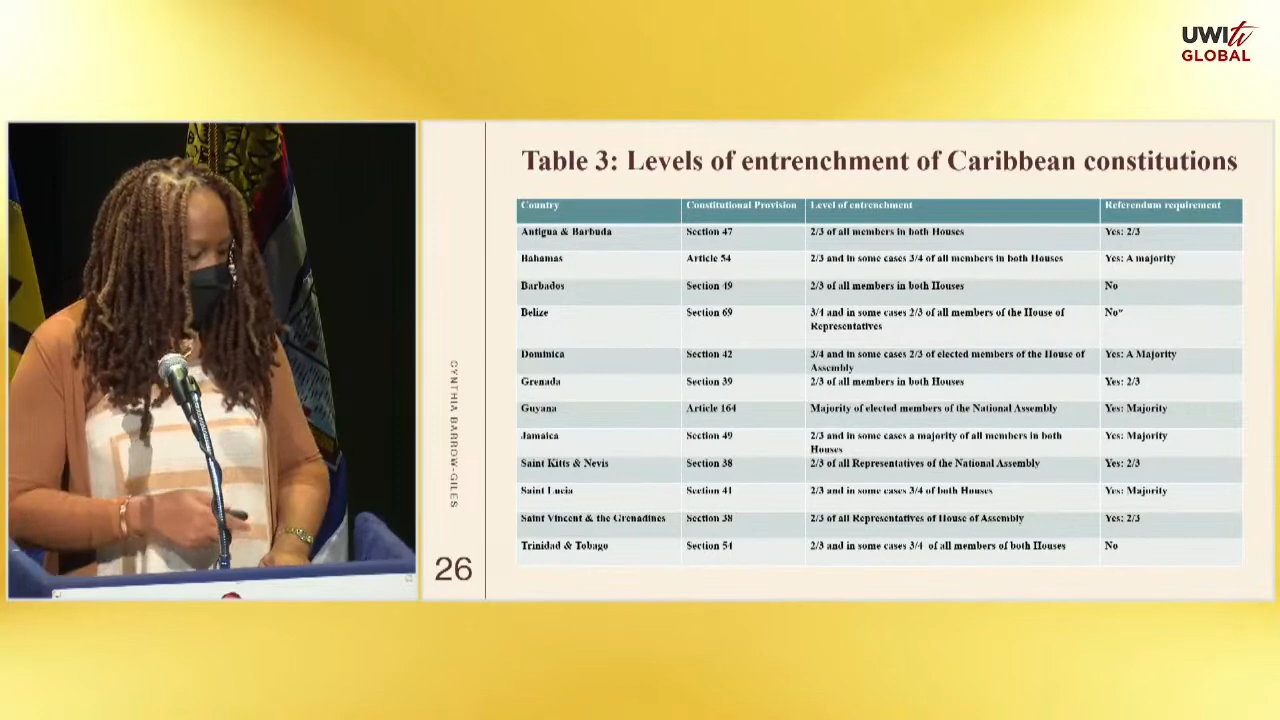 UWItv
GLOBAL
Table 3: Levels of entrenchment of Caribbean constitutions
Country Constitutional Provision Level of entrenchment Referendum requirement
Antigua & Barbuda Section 47 2/3 of all members in both Houses Yes: 2/3
Bahamas Article 54 2/3 and in some cases 3/4 of all members in both Houses Yes: A majority
Barbados Section 49 2/3 of all members in both Houses No
Belize Section 69 3/4 and in some cases 2/3 of all members of the House of No*
Representatives
Dominica Section 42 3/4 and in some cases 2/3 of elected members of the House of Yes: A Majority
Assembly
Grenada Section 39 2/3 of all members in both Houses Yes: 2/3
Guyana Article 164 Majority of elected members of the National Assembly Yes: Majority
Jamaica Section 49 2/3 and in some cases a majority of all members in both Yes: Majority
Houses
Saint Kitts & Nevis Section 38 2/3 of all Representatives of the National Assembly Yes: 2/3
Saint Lucia Section 41 2/3 and in some cases 3/4 of both Houses Yes: Majority
Saint Vincent & the Grenadines Section 38 2/3 of all Representatives of House of Assembly Yes: 2/3
Trinidad & Tobago Section 54 2/3 and in some cases 3/4 of all members of both Houses No
CYNTHIA BARROW-GILES
26